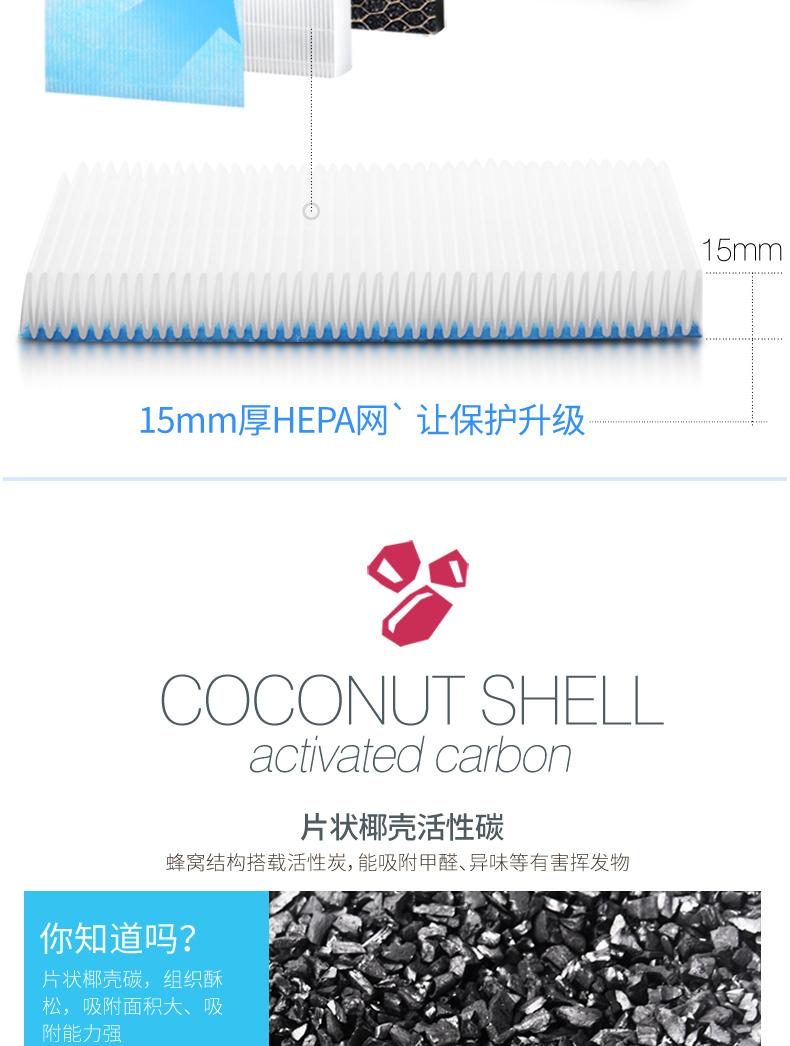 15mm
15mm厚HEPA网` 让保护升级
COCONUT SHELL
activated carbon
片状椰壳活性碳
蜂窝结构搭载活性炭,能吸附甲醛、异味等有害挥发物
你知道吗?
片状椰壳碳，组织酥
松，吸附面积大、吸
附能力强